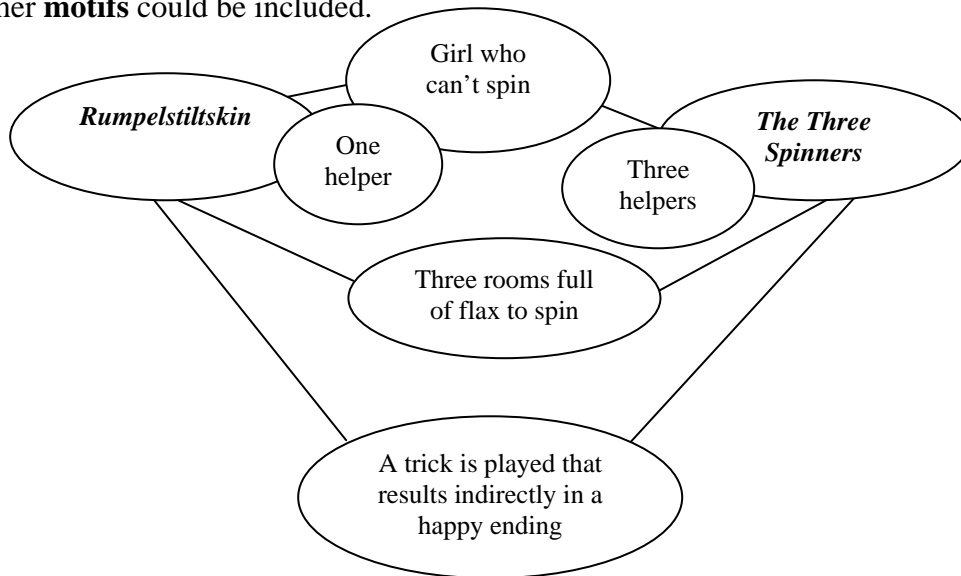 motifs could be included.
Girl who
can’t spin
Rumpelstiltskin
The Three
Spinners
One
helper
Three
helpers
Three rooms full
of flax to spin
A trick is played that
results indirectly in a
happy ending